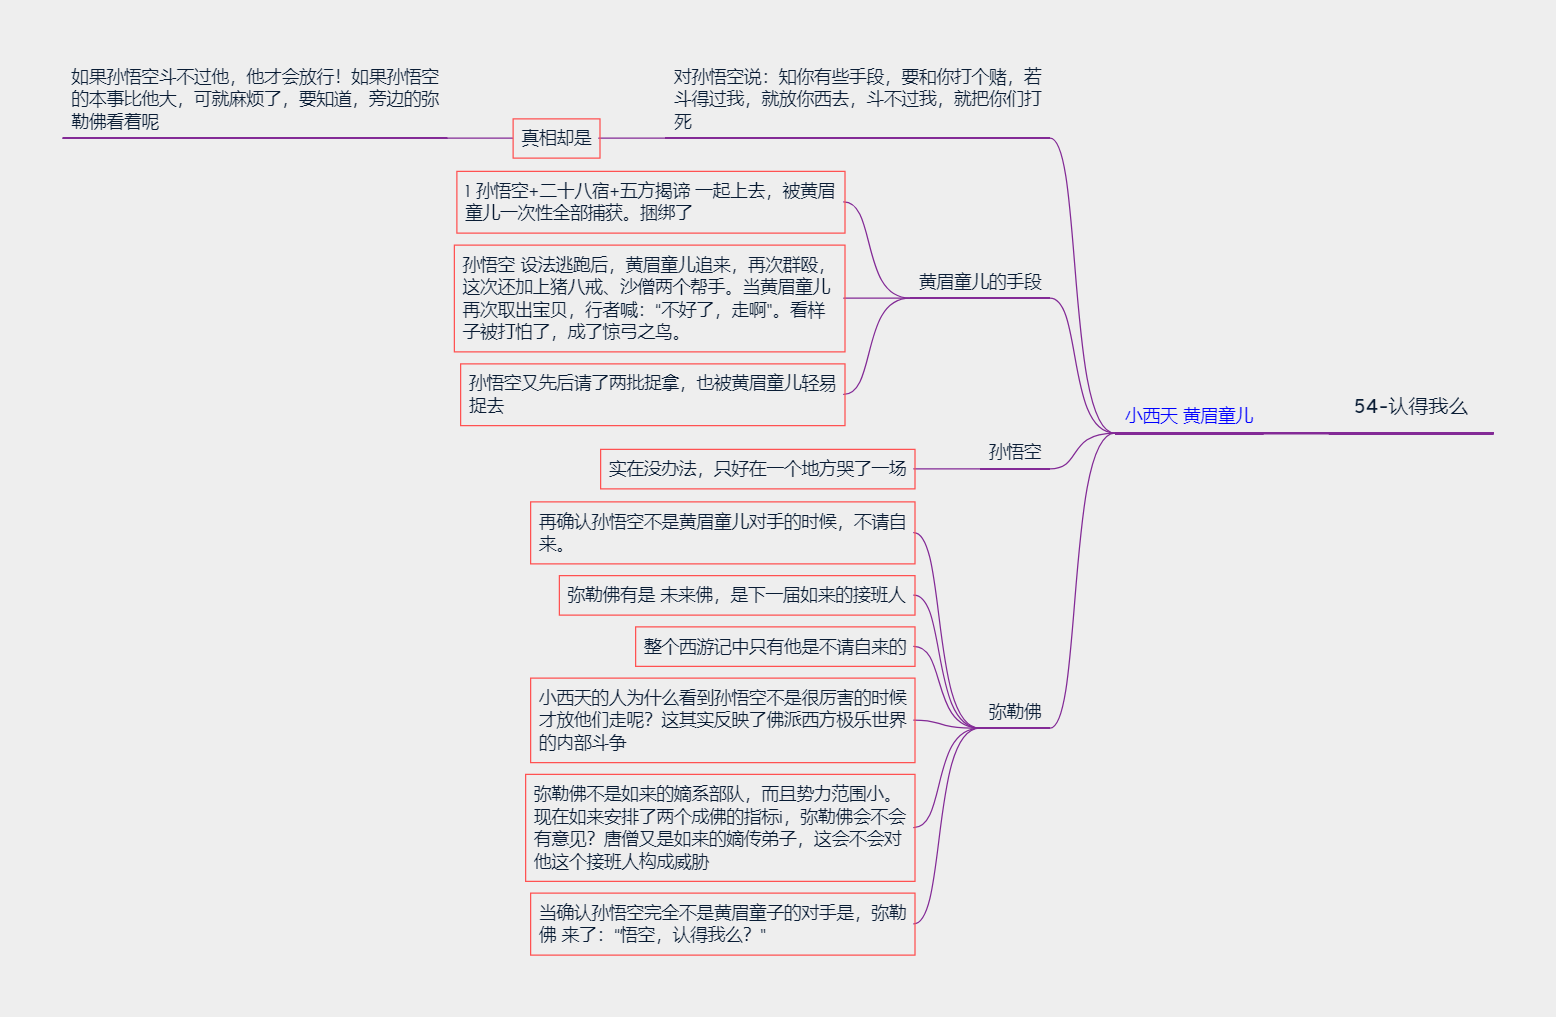 54-认得我么
小西天 黄眉童儿
对孙悟空说：知你有些手段，要和你打个赌，若
斗得过我，就放你西去，斗不过我，就把你们打
死
真相却是
如果孙悟空斗不过他，他才会放行！如果孙悟空
的本事比他大，可就麻烦了，要知道，旁边的弥
勒佛看着呢
黄眉童儿的手段
1 孙悟空+二十八宿+五方揭谛 一起上去，被黄眉
童儿一次性全部捕获。捆绑了
孙悟空 设法逃跑后，黄眉童儿追来，再次群殴，
这次还加上猪八戒、沙僧两个帮手。当黄眉童儿
再次取出宝贝，行者喊："不好了，走啊"。看样
子被打怕了，成了惊弓之鸟。
孙悟空又先后请了两批捉拿，也被黄眉童儿轻易
捉去
孙悟空
实在没办法，只好在一个地方哭了一场
弥勒佛
再确认孙悟空不是黄眉童儿对手的时候，不请自
来。
弥勒佛有是 未来佛，是下一届如来的接班人
整个西游记中只有他是不请自来的
小西天的人为什么看到孙悟空不是很厉害的时候
才放他们走呢？这其实反映了佛派西方极乐世界
的内部斗争
弥勒佛不是如来的嫡系部队，而且势力范围小。
现在如来安排了两个成佛的指标i，弥勒佛会不会
有意见？唐僧又是如来的嫡传弟子，这会不会对
他这个接班人构成威胁
当确认孙悟空完全不是黄眉童子的对手是，弥勒
佛 来了："悟空，认得我么？"